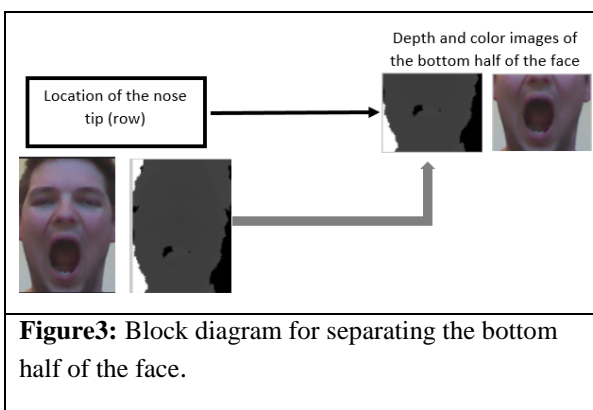 Depth and color images of
the bottom half of the face
Location of the nose
tip (row)
Figure3: Block diagram for separating the bottom
half of the face.